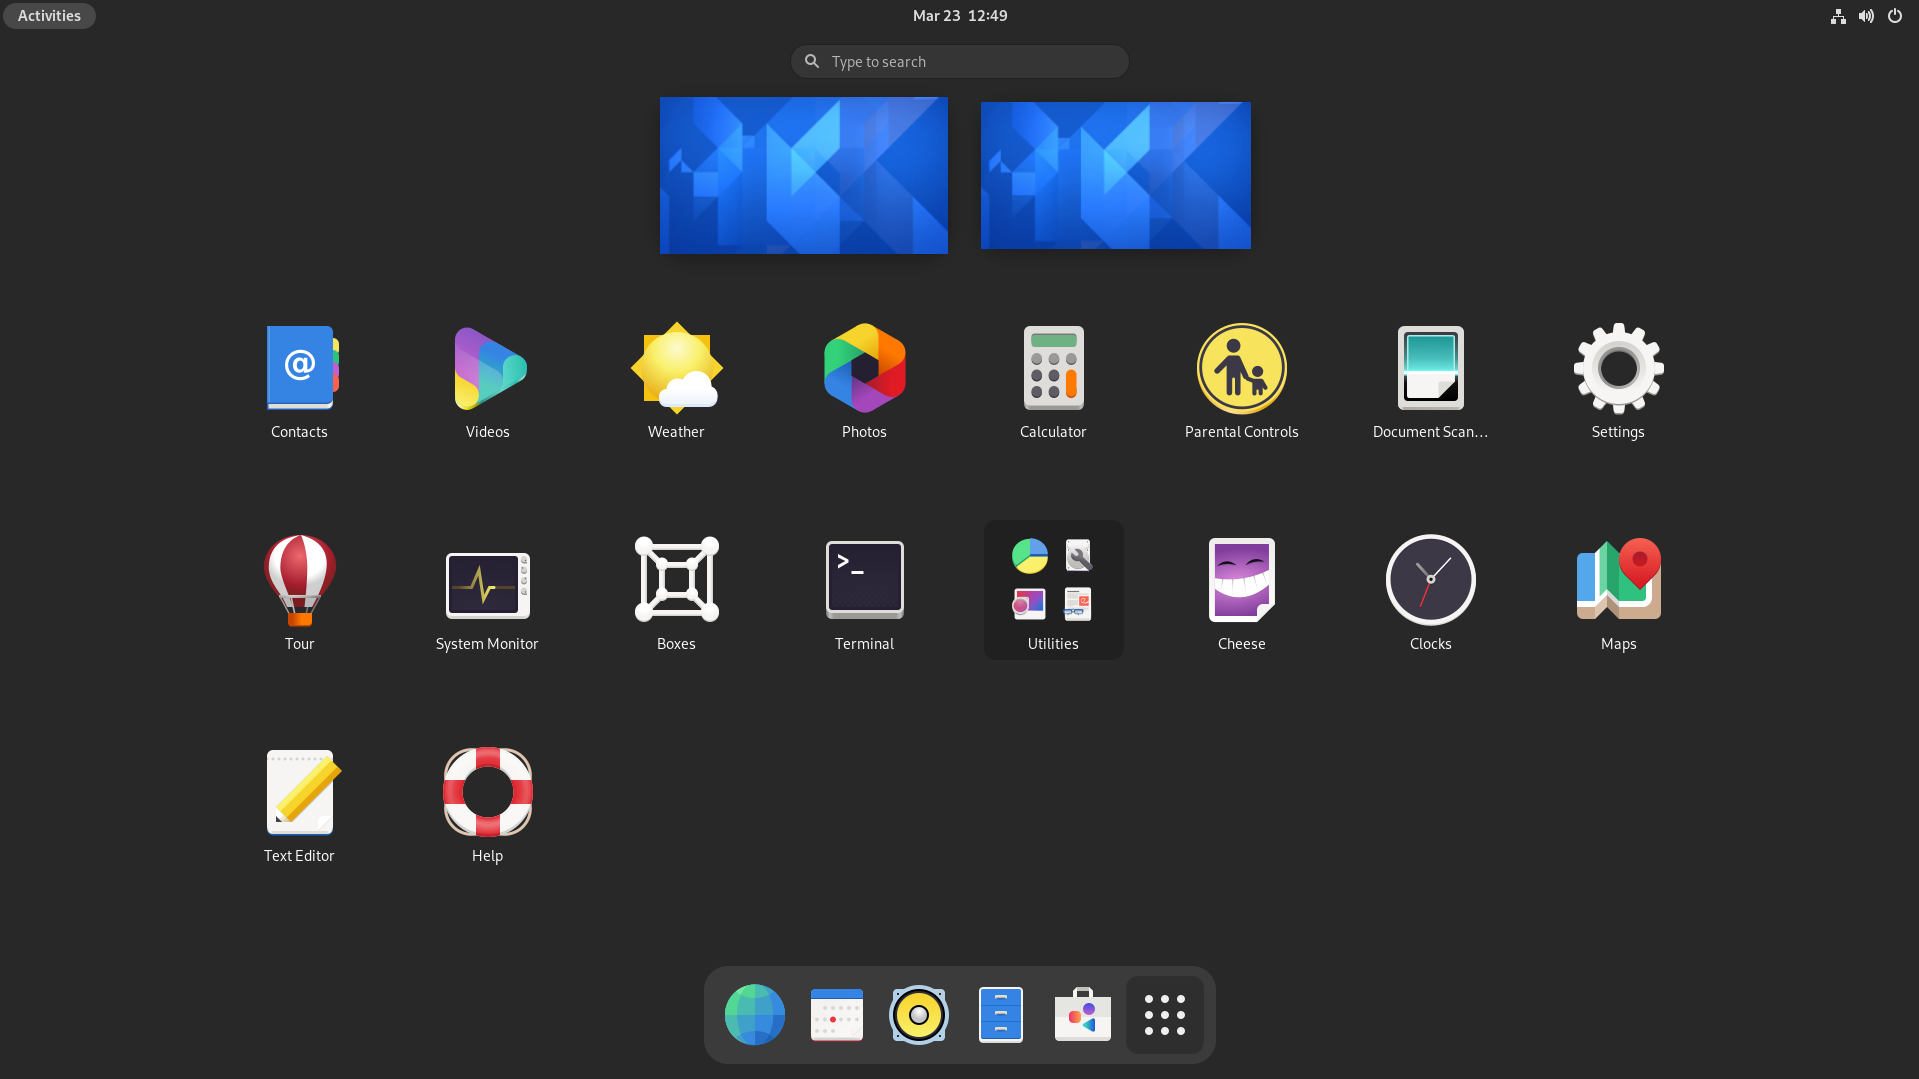 Activities
Mar 23 12:49
Type to search
Contacts
Videos
Weather
Photos
Calculator
Parental Controls
Document Scan…
Settings
Tour
System Monitor
Boxes
Terminal
Utilities
Cheese
Clocks
Maps
Text Editor
Help